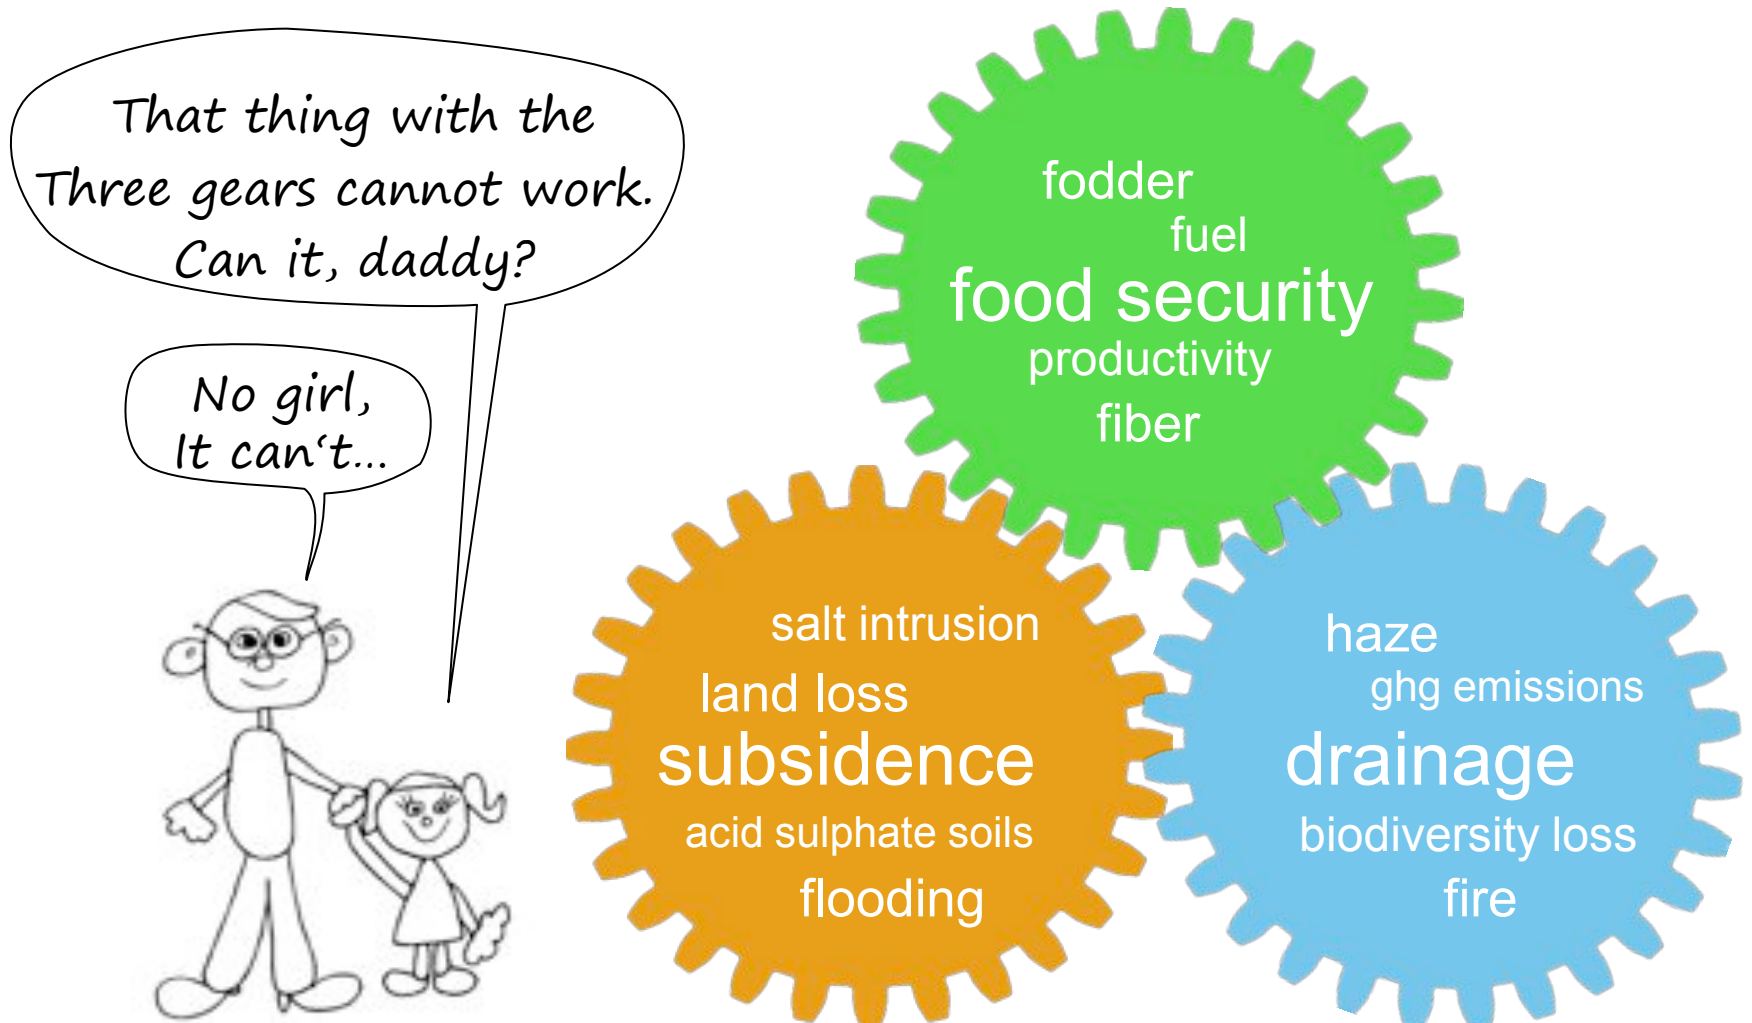 That thing with the
Three gears cannot work.
Can it, daddy?
No girl,
It can‘t...
fodder
fuel
food security
productivity
fiber
salt intrusion
land loss
subsidence
acid sulphate soils
flooding
haze
ghg emissions
drainage
biodiversity loss
fire